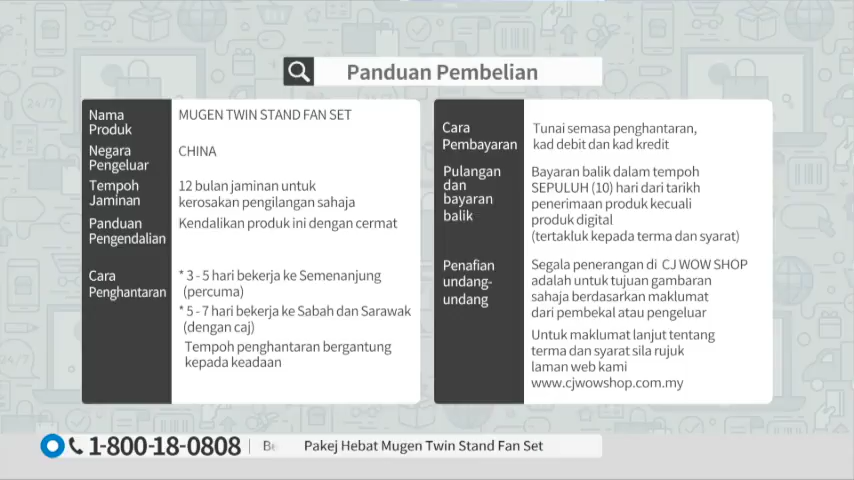 Panduan Pembelian
Nama
Produk
MUGEN TWIN STAND FAN SET
Negara
Pengeluar
CHINA
Tempoh
Jaminan
12 bulan jaminan untuk
kerosakan pengilangan sahaja
Panduan
Pengendalian
Kendalikan produk ini dengan cermat
Cara
Penghantaran
* 3 - 5 hari bekerja ke Semenanjung
(percuma)
* 5 - 7 hari bekerja ke Sabah dan Sarawak
(dengan caj)
Tempoh penghantaran bergantung
kepada keadaan
Cara
Pembayaran
Tunai semasa penghantaran,
kad debit dan kad kredit
Pulangan
dan
bayaran
balik
Bayaran balik dalam tempoh
SEPULUH (10) hari dari tarikh
penerimaan produk kecuali
produk digital
(tertakluk kepada terma dan syarat)
Penafian
undang-
undang
Segala penerangan di CJ WOW SHOP
adalah untuk tujuan gambaran
sahaja berdasarkan maklumat
dari pembekal atau pengeluar
Untuk maklumat lanjut tentang
terma dan syarat sila rujuk
laman web kami
www.cjwowshop.com.my
1-800-18-0808
Pakej Hebat Mugen Twin Stand Fan Set